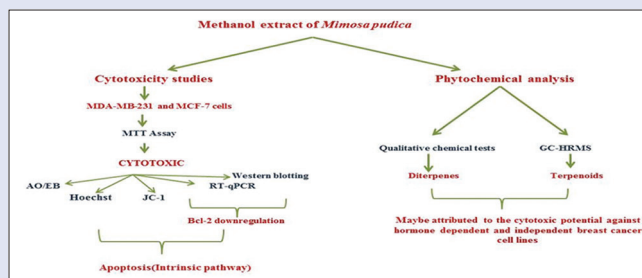 Methanol extract of Mimosa pudica
Cytotoxicity studies
MDA-MB-231 and MCF-7 cells
MTT Assay
CYTOTOXIC
AO/EB
Hoechst
JC-1
RT-qPCR
Western blotting
Bcl-2 downregulation
Apoptosis(Intrinsic pathway)
Phytochemical analysis
Qualitative chemical tests
GC-HRMS
Diterpenes
Terpenoids
Maybe attributed to the cytotoxic potential against
hormone dependent and independent breast cancer
cell lines